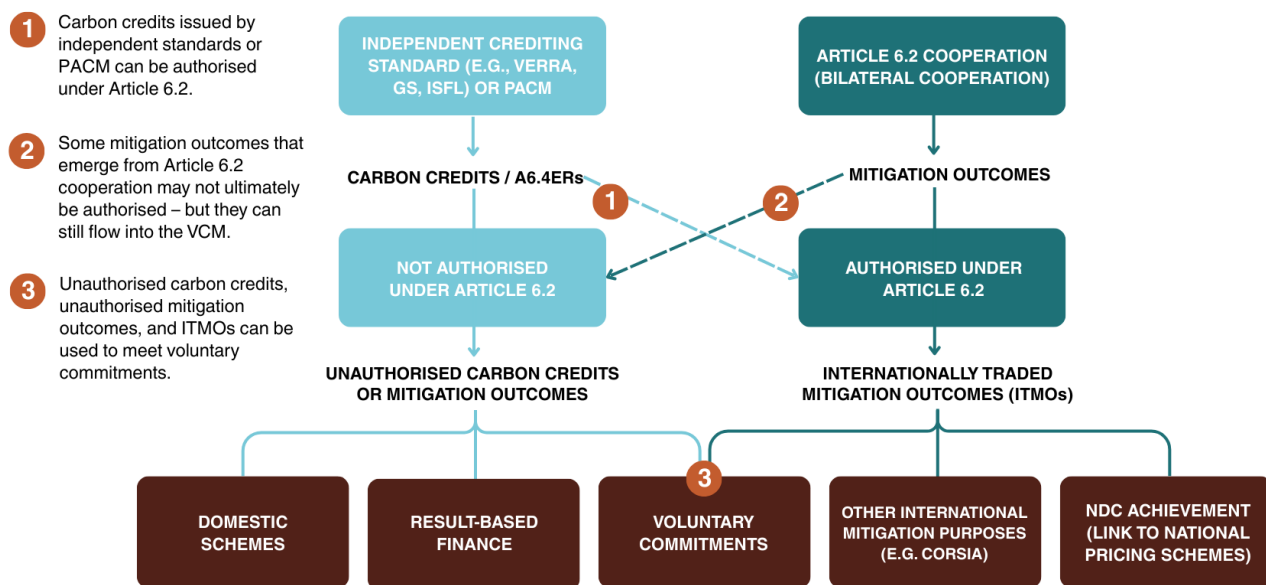 1
Carbon credits issued by
independent standards or
PACM can be authorised
under Article 6.2.
2
Some mitigation outcomes that
emerge from Article 6.2
cooperation may not ultimately
be authorised – but they can
still flow into the VCM.
3
Unauthorised carbon credits,
unauthorised mitigation
outcomes, and ITMOs can be
used to meet voluntary
commitments.
INDEPENDENT CREDITING
STANDARD (E.G., VERRA,
GS, ISFL) OR PACM
ARTICLE 6.2 COOPERATION
(BILATERAL COOPERATION)
CARBON CREDITS / A6.4ERs
1
2
MITIGATION OUTCOMES
NOT AUTHORISED
UNDER ARTICLE 6.2
AUTHORISED UNDER
ARTICLE 6.2
UNAUTHORISED CARBON CREDITS
OR MITIGATION OUTCOMES
INTERNATIONALLY TRADED
MITIGATION OUTCOMES (ITMOs)
3
DOMESTIC
SCHEMES
RESULT-BASED
FINANCE
VOLUNTARY
COMMITMENTS
OTHER INTERNATIONAL
MITIGATION PURPOSES
(E.G. CORSIA)
NDC ACHIEVEMENT
(LINK TO NATIONAL
PRICING SCHEMES)